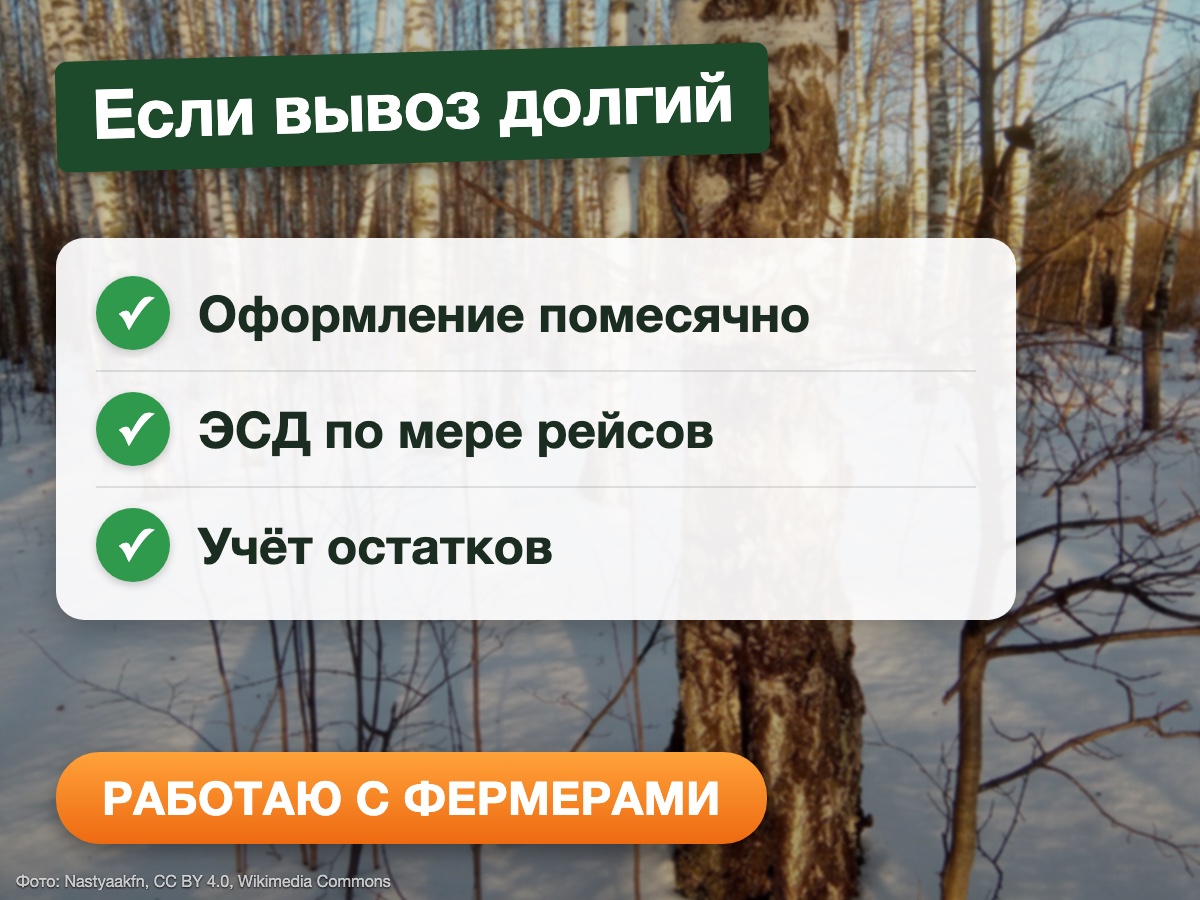 Если вывоз долгий
Оформление помесячно
ЭСД по мере рейсов
Учёт остатков
РАБОТАЮ С ФЕРМЕРАМИ
Фото: Nastyaakfn, CC BY 4.0, Wikimedia Commons